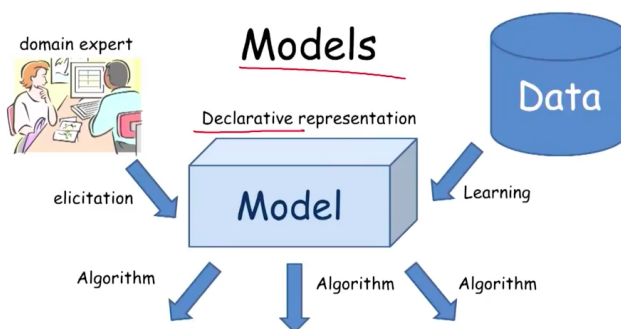 domain expert
Models
Data
Declarative representation
elicitation
Model
Learning
Algorithm
Algorithm
Algorithm